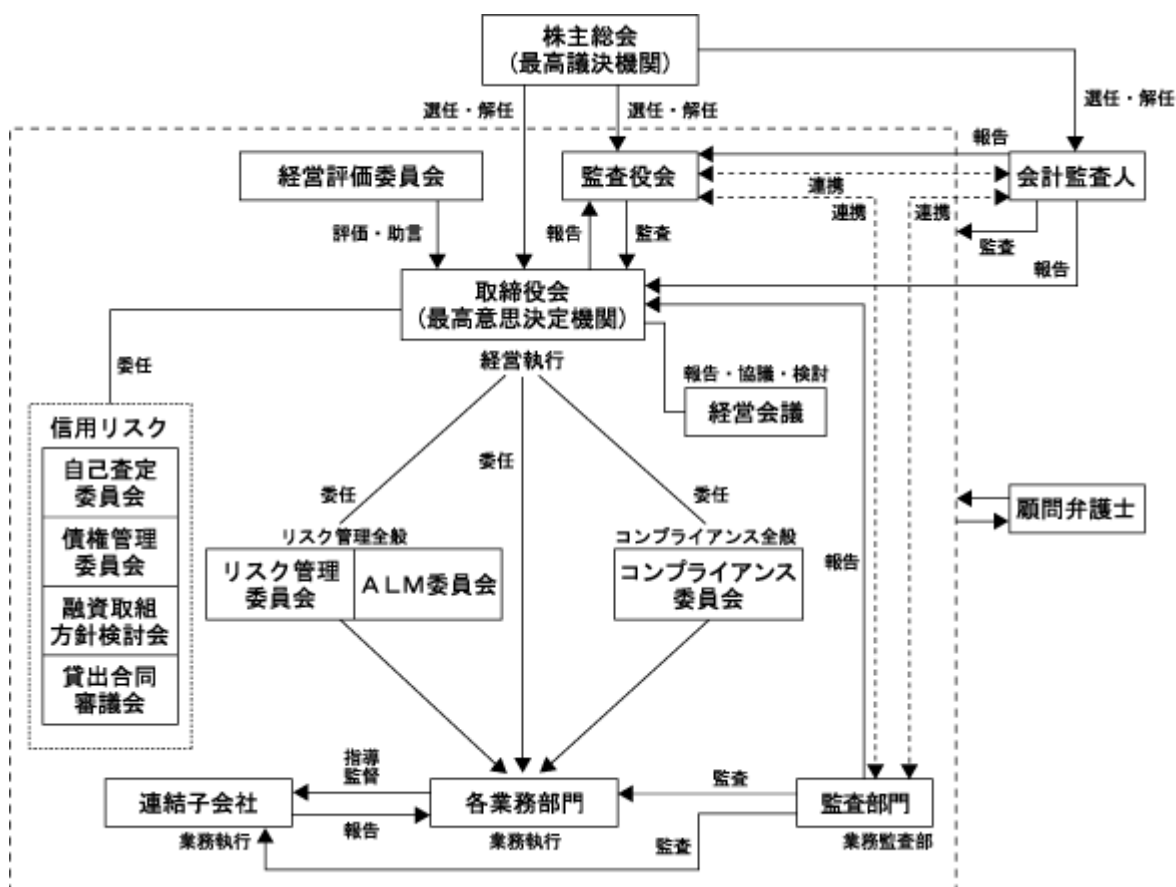 株主総会
(最高議決機関)
選任・解任
選任・解任
選任・解任
報告
経営評価委員会
監査役会
会計監査人
連携
連携
連携
評価・助言
報告
監査
監査
報告
取締役会
(最高意思決定機関)
経営執行
委任
報告・協議・検討
経営会議
信用リスク
自己査定
委員会
債権管理
委員会
融資取組
方針検討会
貸出合同
審議会
委任
委任
委任
顧問弁護士
リスク管理全般
コンプライアンス全般
リスク管理
委員会
ALM委員会
コンプライアンス
委員会
報告
指導
監督
連結子会社
各業務部門
監査
監査部門
業務執行
報告
業務執行
監査
業務監査部